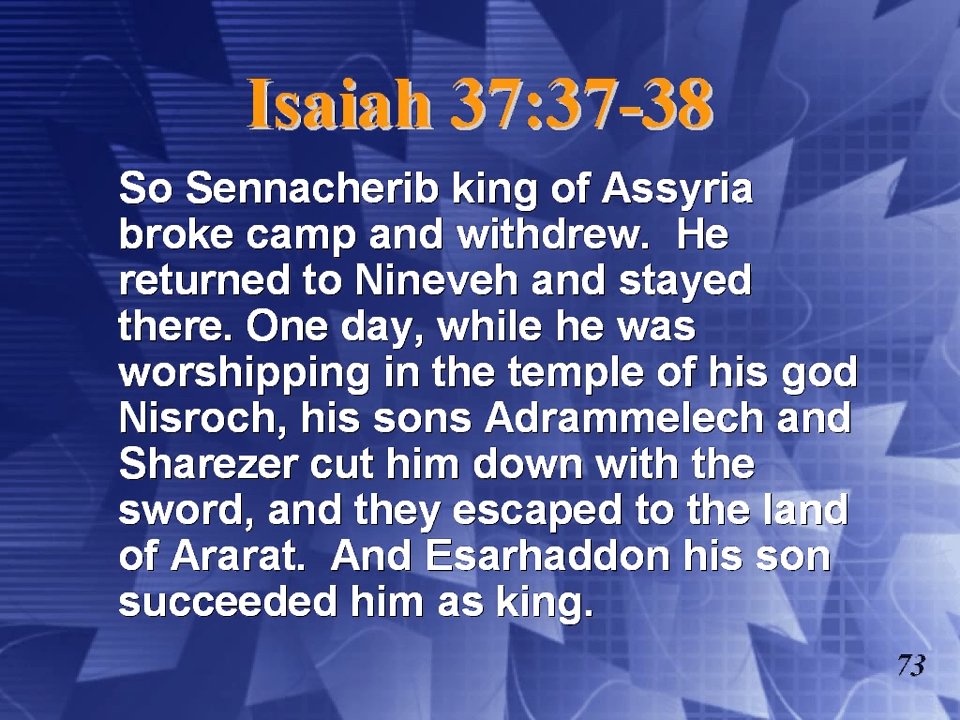 Isaiah 37:37-38
So Sennacherib king of Assyria
broke camp and withdrew.  He
returned to Nineveh and stayed
there. One day, while he was
worshipping in the temple of his god
Nisroch, his sons Adrammelech and
Sharezer cut him down with the
sword, and they escaped to the land
of Ararat.  And Esarhaddon his son
succeeded him as king.
73